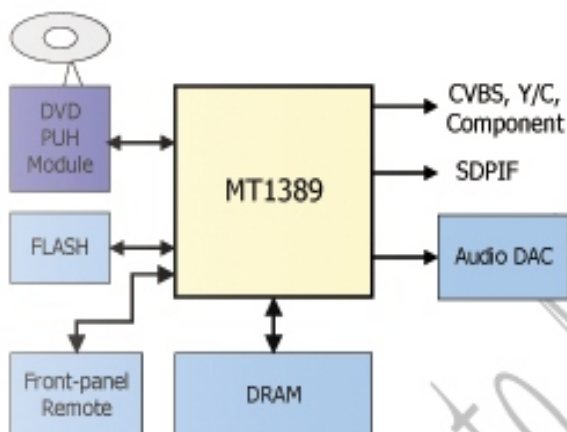 DVD
PUH
Module
MT1389
CVBS, Y/C,
Component
SDPIF
FLASH
Audio DAC
Front-panel
Remote
DRAM